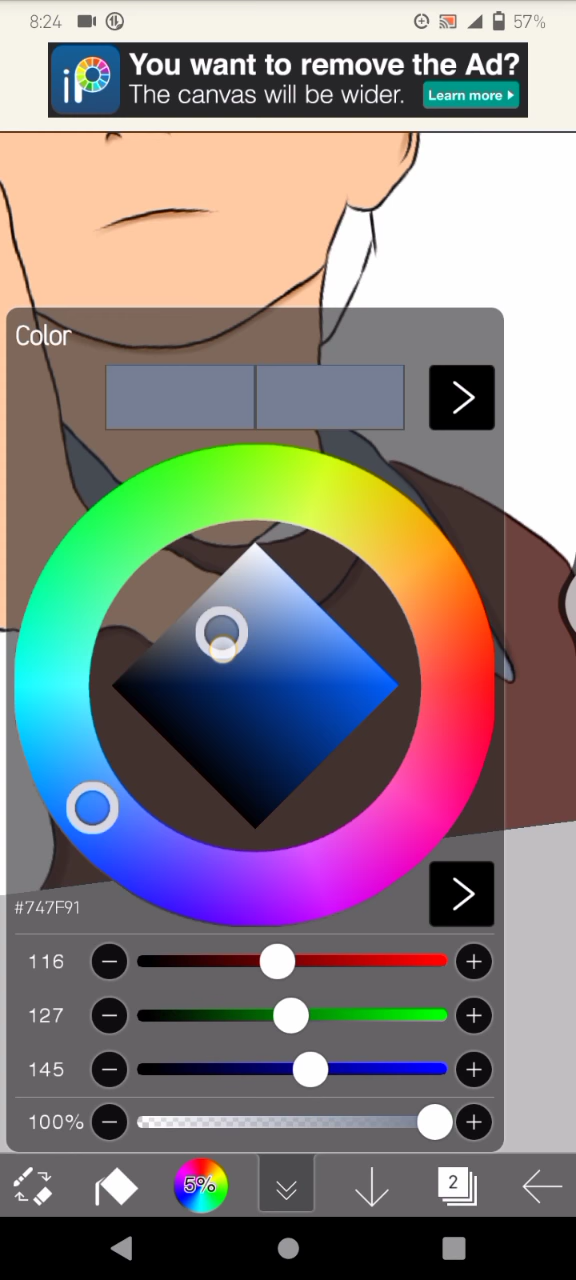 8:24
57%
iP
You want to remove the Ad?
The canvas will be wider.
Learn more
Color
#747F91
116
127
145
100%
5%
2